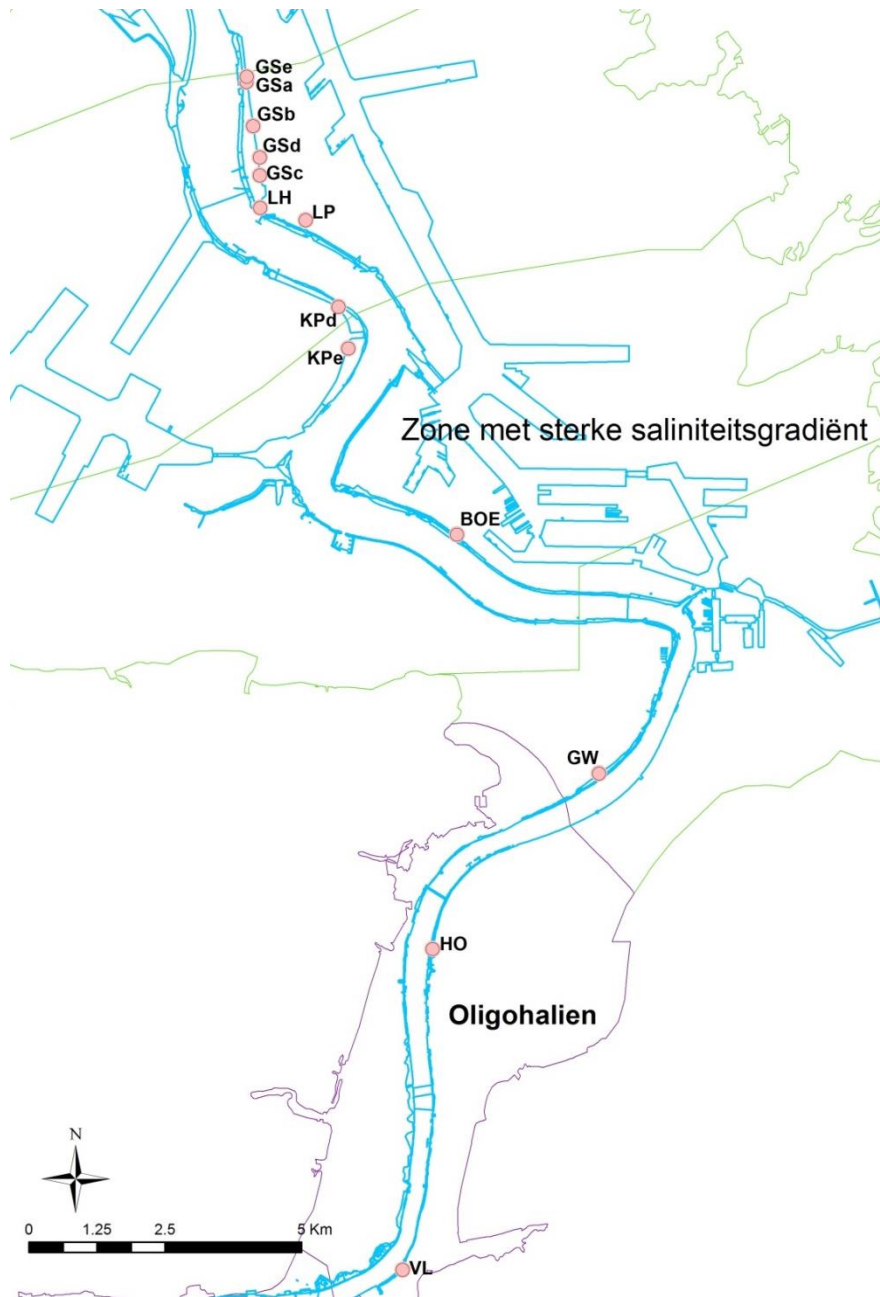 GSe
GSa
GSb
GSd
GSc
LH
LP
KPd
KPe
Zone met sterke saliniteitsgradiënt
BOE
GW
HO
Oligohalien
N
0 1.25 2.5 5 Km
VL